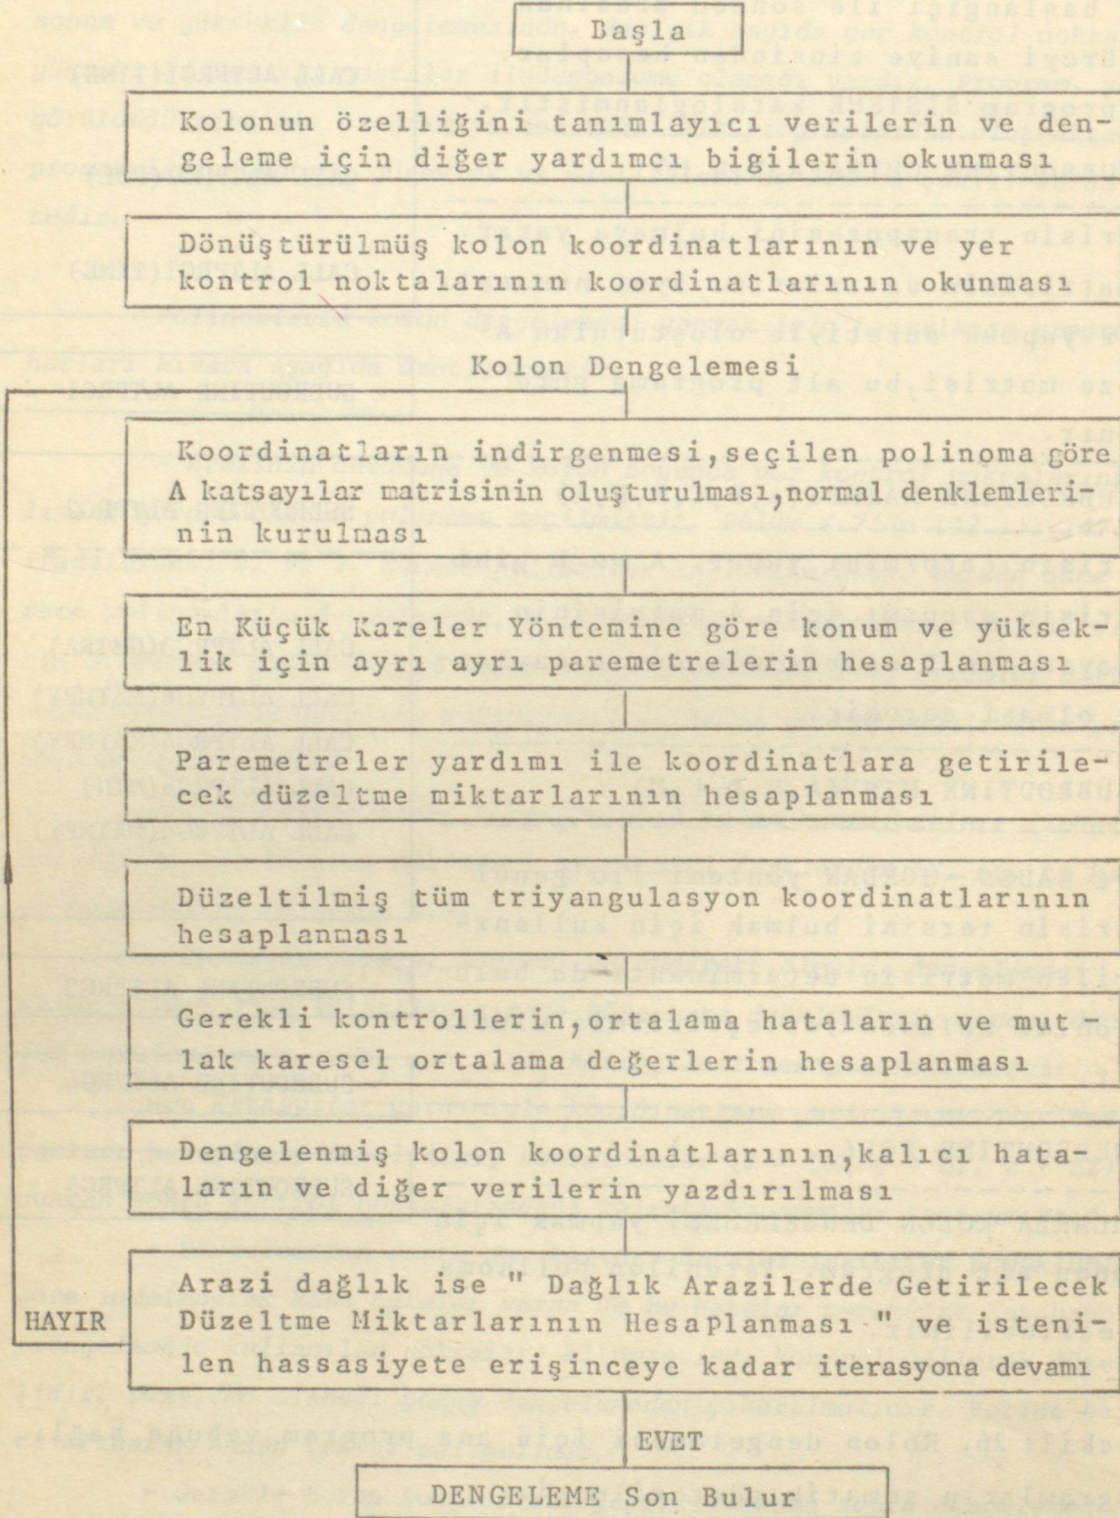 Başla
Kolonun özelliğini tanımlayıcı verilerin ve den-
geleme için diğer yardımcı bigilerin okunması
Dönüştürülmüş kolon koordinatlarının ve yer
kontrol noktalarının koordinatlarının okunması
Kolon Dengelemesi
Koordinatların indirgenmesi,seçilen polinoma göre
A katsayılar matrisinin oluşturulması,normal denklemleri-
nin kurulması
En Küçük Kareler Yöntemine göre konum ve yüksek-
lik için ayrı ayrı paremetrelerin hesaplanması
Paremetreler yardımı ile koordinatlara getirile-
cek düzeltme miktarlarının hesaplanması
Düzeltilmiş tüm triyangulasyon koordinatlarının
hesaplanması
Gerekli kontrollerin,ortalama hataların ve mut -
lak karesel ortalama değerlerin hesaplanması
Dengelenmiş kolon koordinatlarının,kalıcı hata-
ların ve diğer verilerin yazdırılması
Arazi dağlık ise " Dağlık Arazilerde Getirilecek
HAYIR Düzeltme Miktarlarının Hesaplanması " ve isteni-
len hassasiyete erişinceye kadar iterasyona devamı
EVET
DENGELEME Son Bulur